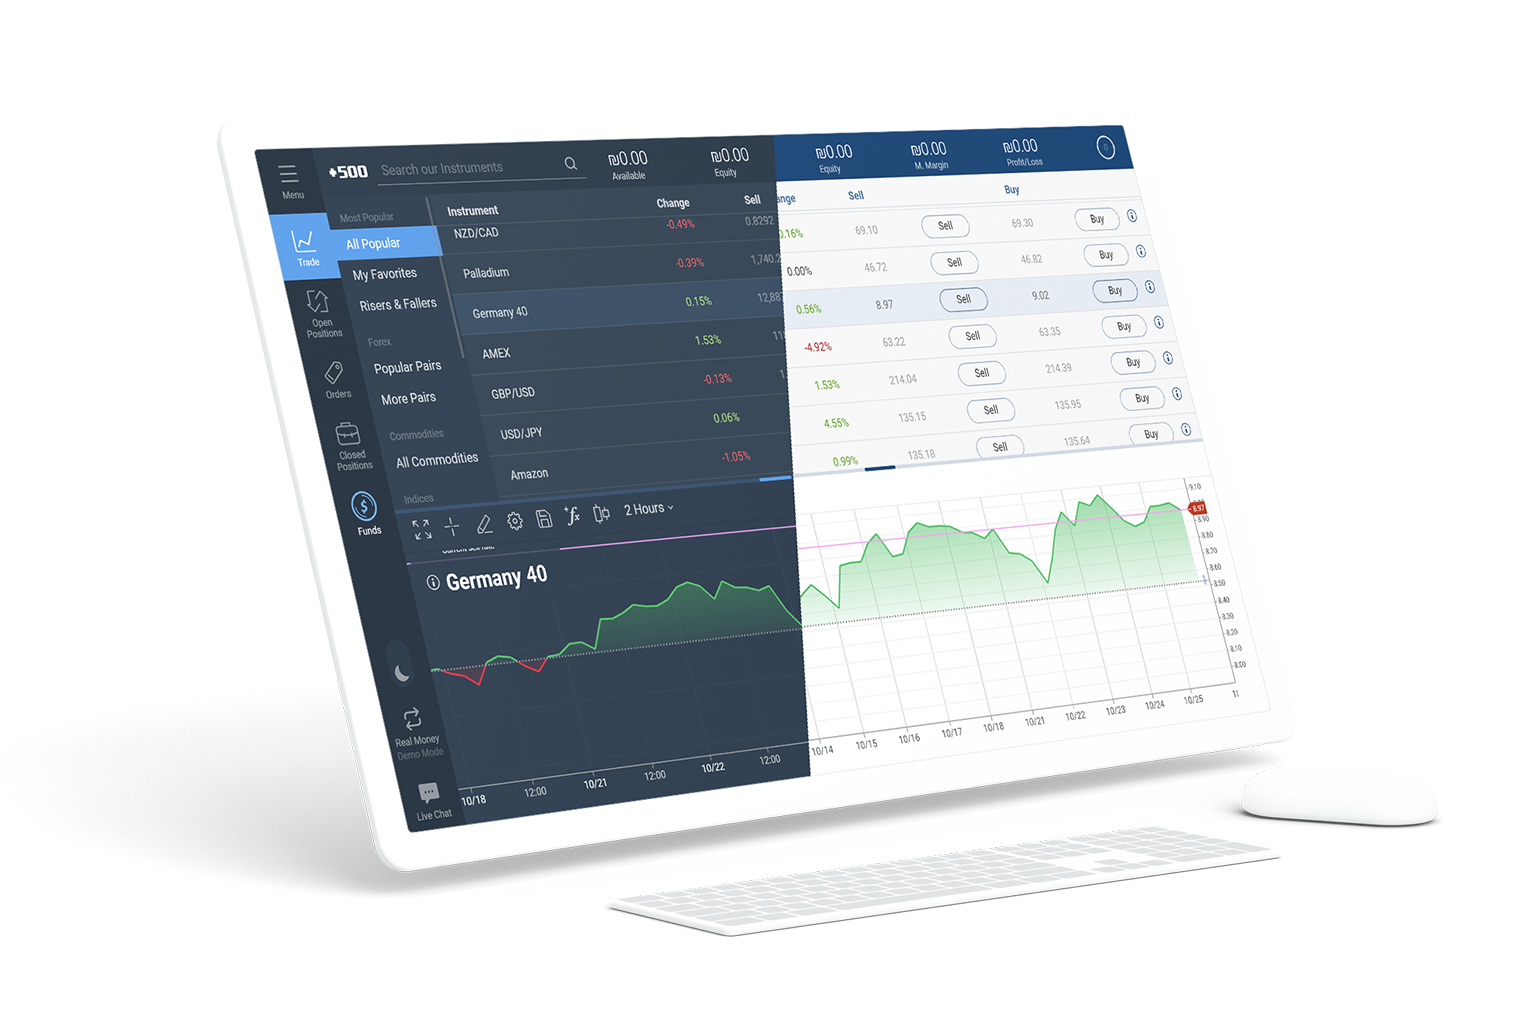 Menu
+500
Search our Instruments
₪0.00
Available
₪0.00
Equity
₪0.00
Equity
₪0.00
M. Margin
₪0.00
Profit/Loss
Trade
Open
Positions
Orders
Closed
Positions
Funds
Real Money
Demo Mode
Live Chat
Most Popular
All Popular
My Favorites
Risers & Fallers
Forex
Popular Pairs
More Pairs
Commodities
All Commodities
Indices
Instrument Change Sell
NZD/CAD -0.49% 0.8292
Palladium -0.39% 1,740.2
Germany 40 0.15% 12,887
AMEX 1.53% 11
GBP/USD -0.13% 1.
USD/JPY 0.06%
Amazon -1.05%
ange Sell Buy
0.16% 69.10 Sell 69.30 Buy
0.00% 46.72 Sell 46.82 Buy
0.56% 8.97 Sell 9.02 Buy
-4.92% 63.22 Sell 63.35 Buy
1.53% 214.04 Sell 214.39 Buy
4.55% 135.15 Sell 135.95 Buy
0.99% 135.18 Sell 135.64 Buy
fx
2 Hours
Germany 40
10/18 12:00 10/21 12:00 10/22 12:00
9.10
8.97
8.90
8.80
8.70
8.60
8.50
8.40
8.30
8.20
8.10
8.00
10/14 10/15 10/16 10/17 10/18 10/21 10/22 10/23 10/24 10/25